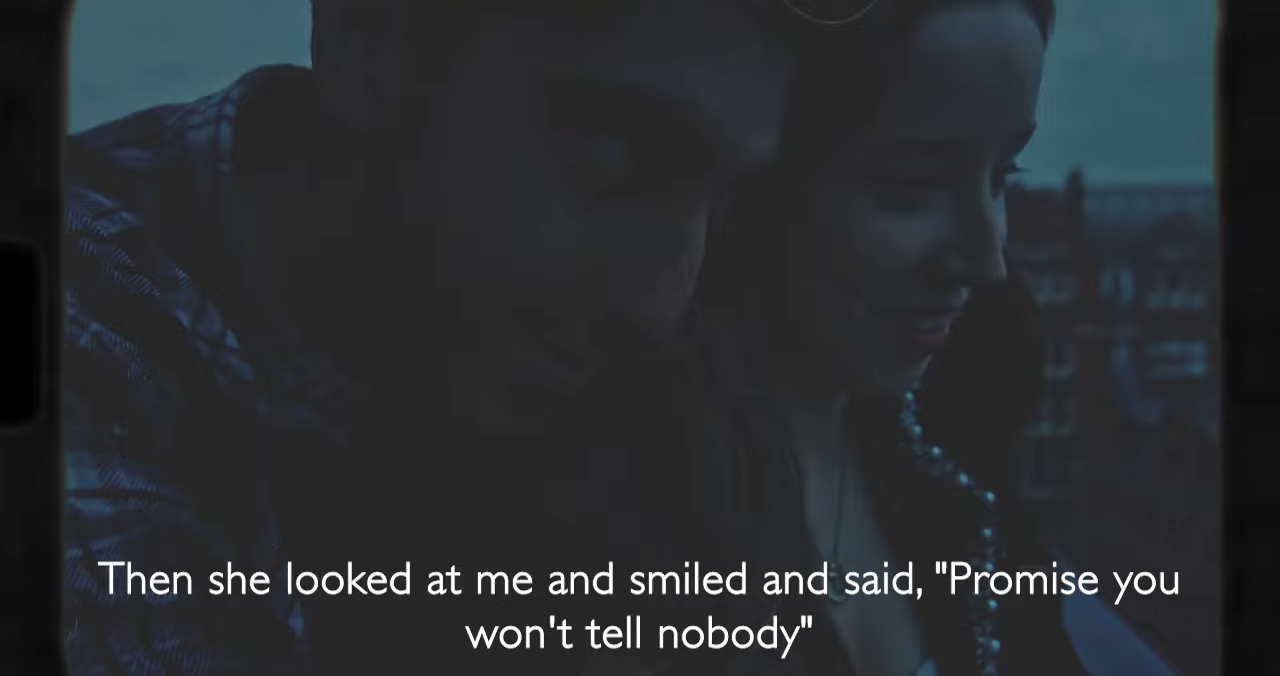 Then she looked at me and smiled and said, "Promise you
won't tell nobody"